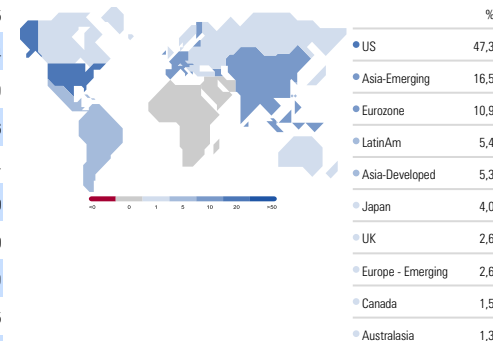 %
US 47,3
Asia-Emerging 16,5
Eurozone 10,9
LatinAm 5,4
Asia-Developed 5,3
Japan 4,0
UK 2,6
Europe - Emerging 2,6
Canada 1,5
Australasia 1,3
<0 0 1 5 10 20 >50